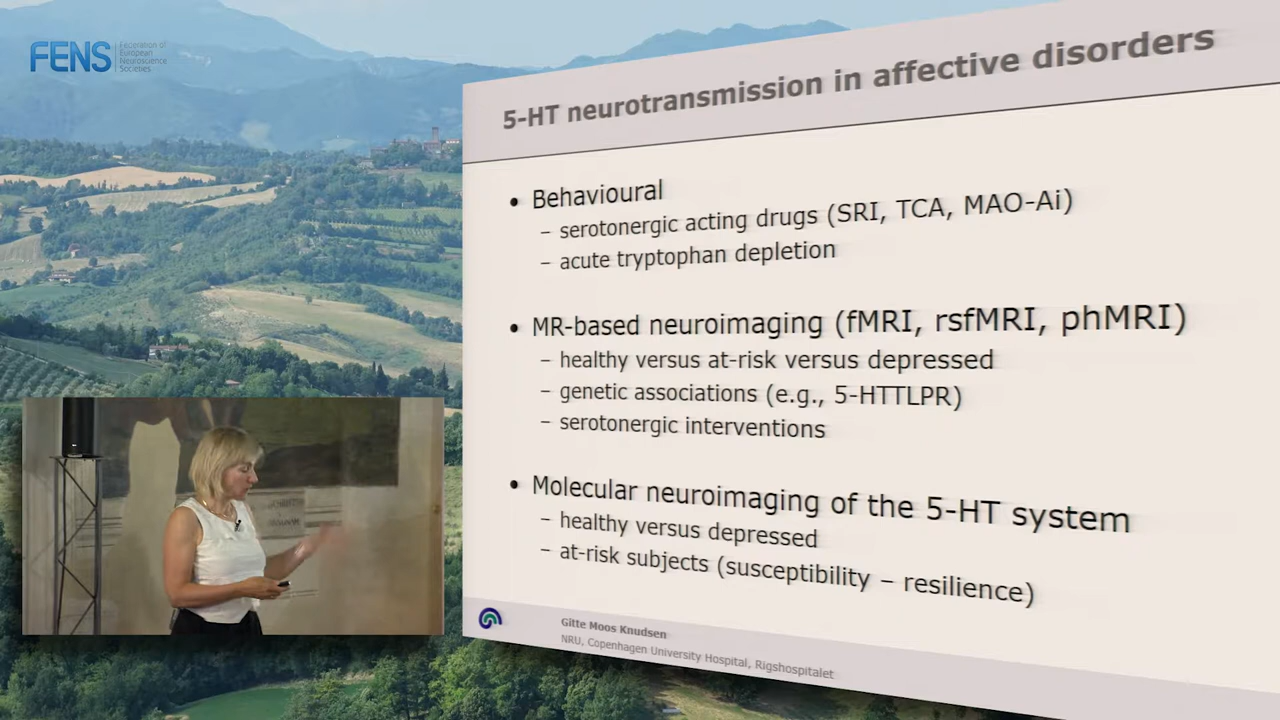 FENS
Federation of
European
Neuroscience
Societies
5-HT neurotransmission in affective disorders
• Behavioural
– serotonergic acting drugs (SRI, TCA, MAO-Ai)
– acute tryptophan depletion
• MR-based neuroimaging (fMRI, rsfMRI, phMRI)
– healthy versus at-risk versus depressed
– genetic associations (e.g., 5-HTTLPR)
– serotonergic interventions
• Molecular neuroimaging of the 5-HT system
– healthy versus depressed
– at-risk subjects (susceptibility – resilience)
Gitte Moos Knudsen
NRU, Copenhagen University Hospital, Rigshospitalet